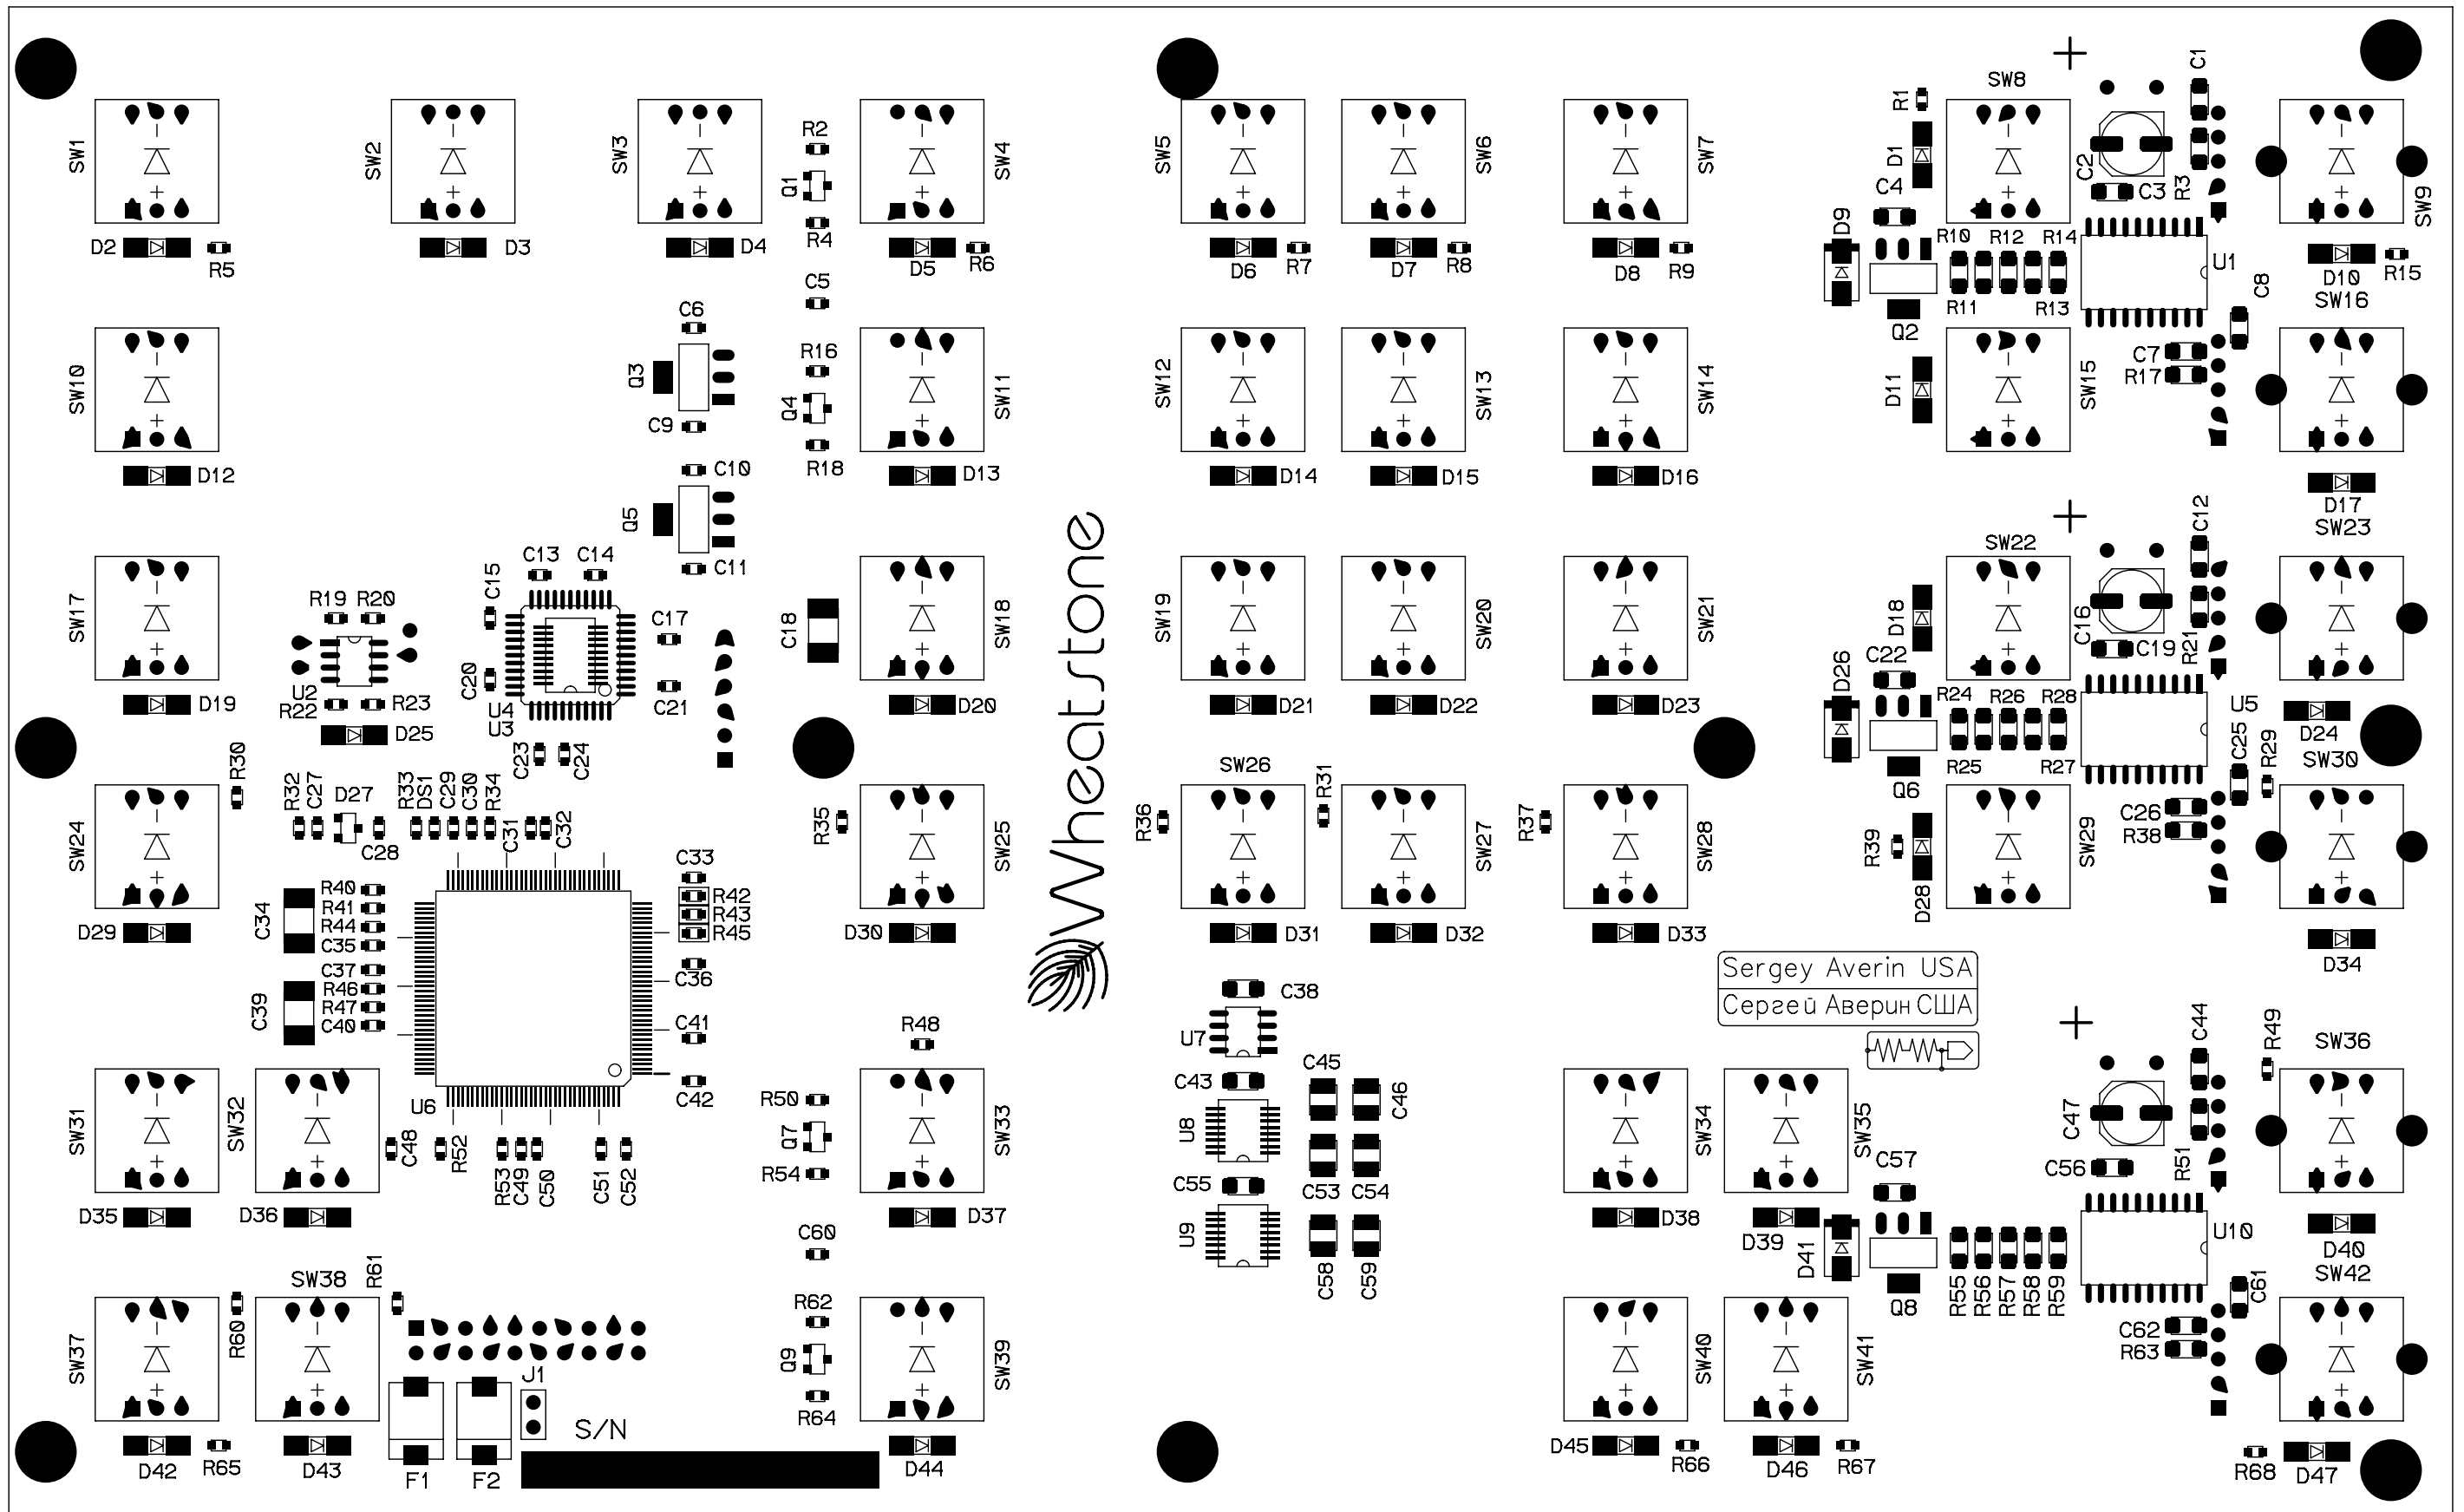 C1
SW8
R1
SW1
SW2
SW3
R2
SW4
SW5
SW6
SW7
D1
C2
Q1
C4
C3
R3
SW9
D9
D2
R5
D3
D4
R4
D5
R6
D6
R7
D7
R8
D8
R9
R10
R12
R14
U1
D10
R15
C5
C6
R11
R13
C8
SW16
Q2
R16
C7
R17
SW10
Q3
Q4
SW11
SW12
SW13
SW14
D11
SW15
C9
R18
C10
D12
D13
D14
D15
D16
D17
Q5
C12
SW23
SW22
C13
C14
C11
C15
R19
R20
SW17
C17
C18
SW18
SW19
SW20
SW21
D18
C16
C19
R21
C22
D26
C20
U2
R22
R23
U4
U3
C21
D19
D20
D21
D22
D23
R24
R26
R28
U5
D24
D25
C23
C24
Wheatstone
R30
SW26
R31
R25
R27
C25
R29
SW30
Q6
R32
C27
D27
R33
DS1
C29
C30
R34
C31
C32
C28
R35
R36
R37
C26
R38
SW24
SW25
SW27
SW28
R39
SW29
C33
R40
R41
R44
C35
C34
R42
R43
R45
D28
D29
D30
D31
D32
D33
D34
C37
R46
R47
C40
C39
C36
Sergey Averin USA
Сергей Аверин США
C38
U7
C41
R48
C44
R49
SW36
C43
C45
C46
C42
R50
U6
SW31
SW32
C48
R52
R53
C49
C50
C51
C52
Q7
R54
SW33
U8
SW34
SW35
C47
C57
C56
R51
C55
C53
C54
D35
D36
D37
D38
D39
D41
U9
U10
D40
C60
C58
C59
SW38
R61
R60
R62
Q8
R55
R56
R57
R58
R59
C61
SW42
C62
R63
SW37
Q9
SW39
SW40
SW41
J1
R64
S/N
D42
R65
D43
F1
F2
D44
D45
R66
D46
R67
R68
D47